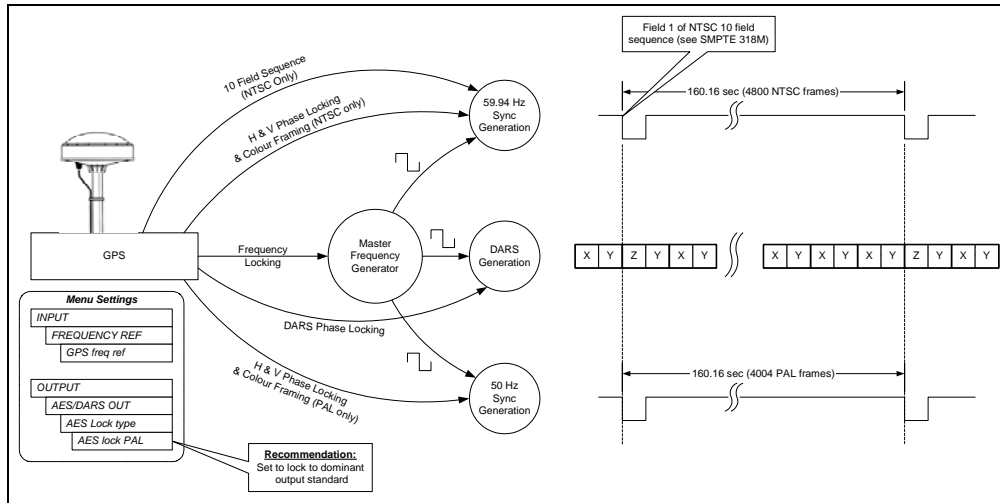 Field 1 of NTSC 10 field
sequence (see SMPTE 318M)
10 Field Sequence
(NTSC Only)
H & V Phase Locking
& Colour Framing (NTSC only)
59.94 Hz
Sync
Generation
160.16 sec (4800 NTSC frames)
GPS
Frequency
Locking
Master
Frequency
Generator
DARS
Generation
X Y Z Y X Y
X Y X Y X Y Z Y X Y
DARS Phase Locking
H & V Phase Locking
& Colour Framing (PAL only)
50 Hz
Sync
Generation
160.16 sec (4004 PAL frames)
Menu Settings
INPUT
FREQUENCY REF
GPS freq ref
OUTPUT
AES/DARS OUT
AES Lock type
AES lock PAL
Recommendation:
Set to lock to dominant
output standard